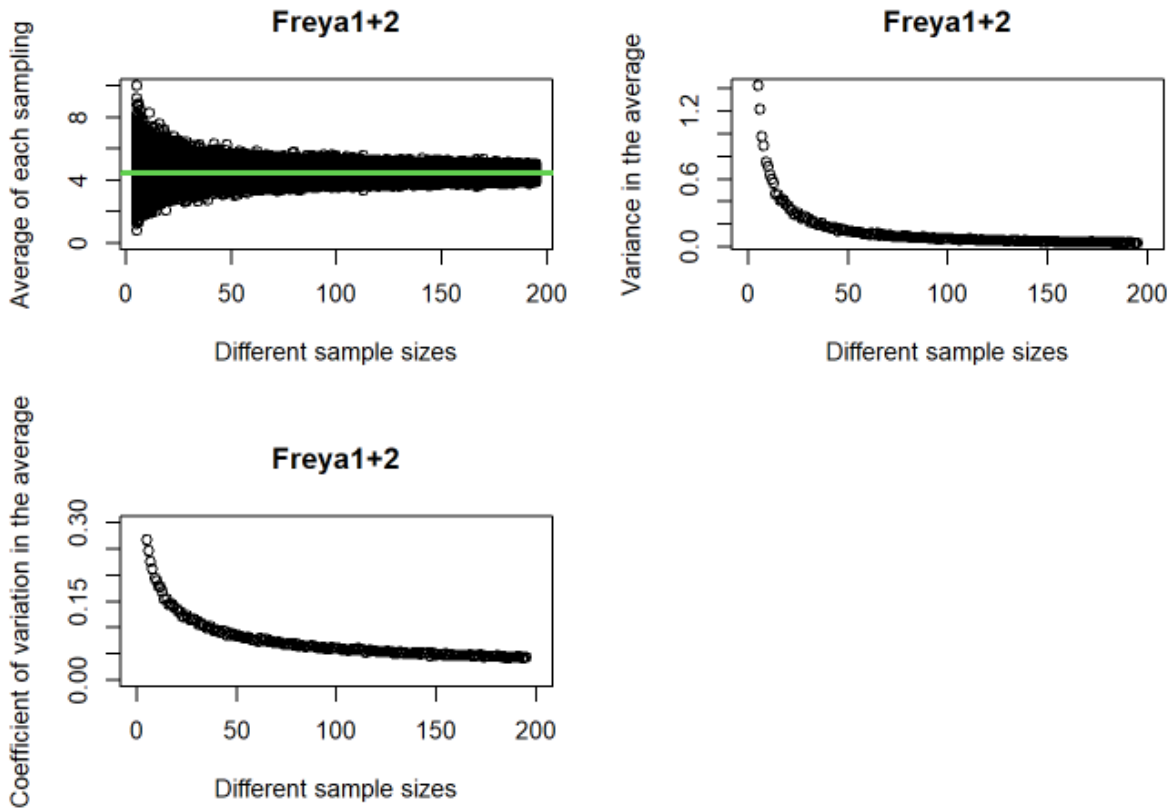 Freya1+2
Average of each sampling
8
4
0
0 50 100 150 200
Different sample sizes
Freya1+2
Variance in the average
1.2
0.6
0.0
0 50 100 150 200
Different sample sizes
Freya1+2
Coefficient of variation in the average
0.30
0.15
0.00
0 50 100 150 200
Different sample sizes